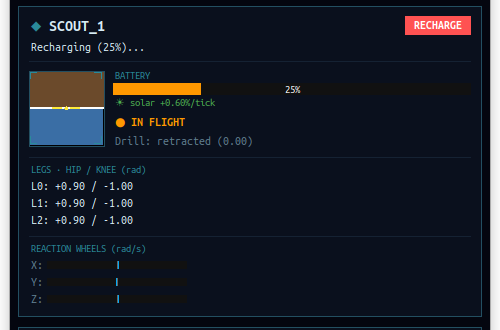 ◆ SCOUT_1
RECHARGE
Recharging (25%)...
BATTERY
25%
☀ solar +0.60%/tick
● IN FLIGHT
Drill: retracted (0.00)
LEGS · HIP / KNEE (rad)
L0: +0.90 / -1.00
L1: +0.90 / -1.00
L2: +0.90 / -1.00
REACTION WHEELS (rad/s)
X:
Y:
Z: